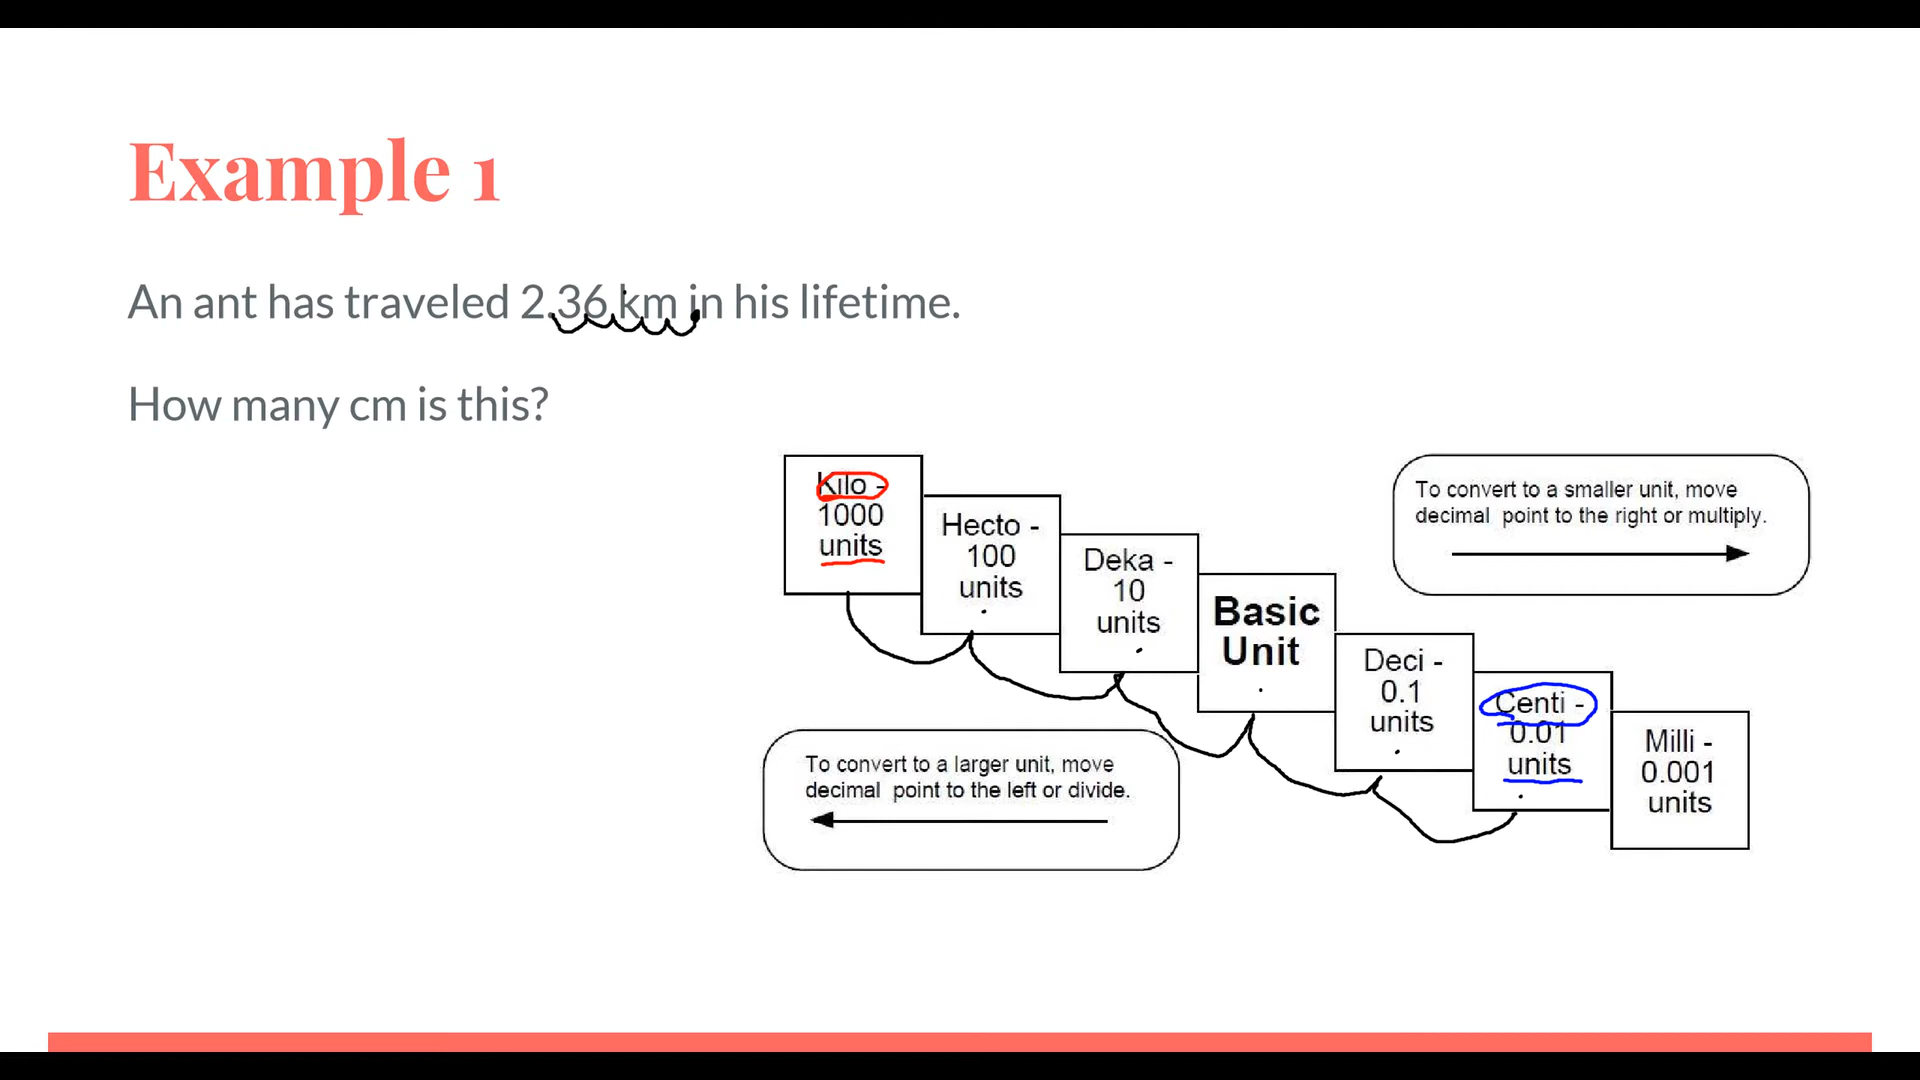 Example 1
An ant has traveled 2.36 km in his lifetime.
How many cm is this?
Kilo -
1000
units
Hecto -
100
units
Deka -
10
units
Basic
Unit
Deci -
0.1
units
Centi -
0.01
units
Milli -
0.001
units
To convert to a smaller unit, move
decimal point to the right or multiply.
To convert to a larger unit, move
decimal point to the left or divide.